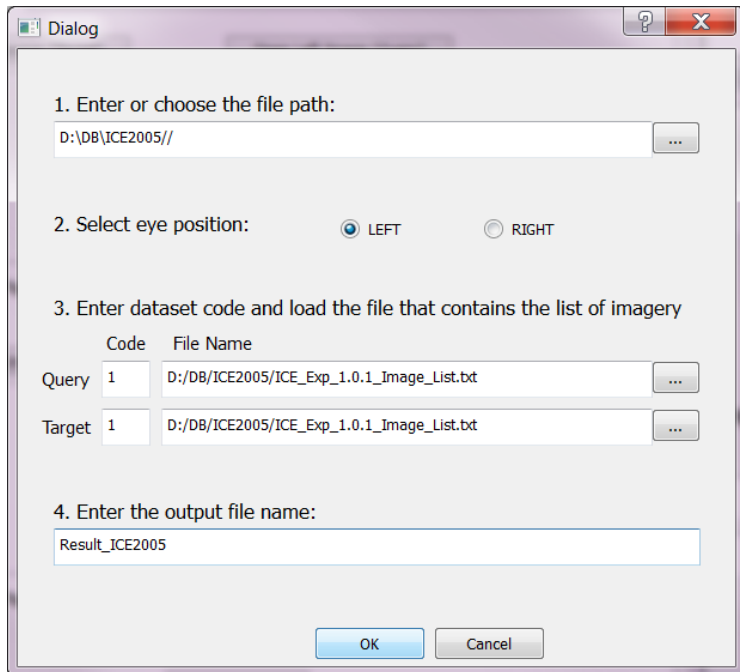 Dialog
1. Enter or choose the file path:
D:\DB\ICE2005//
...
2. Select eye position:
LEFT
RIGHT
3. Enter dataset code and load the file that contains the list of imagery
Code File Name
Query 1 D:/DB/ICE2005/ICE_Exp_1.0.1_Image_List.txt ...
Target 1 D:/DB/ICE2005/ICE_Exp_1.0.1_Image_List.txt ...
4. Enter the output file name:
Result_ICE2005
OK Cancel